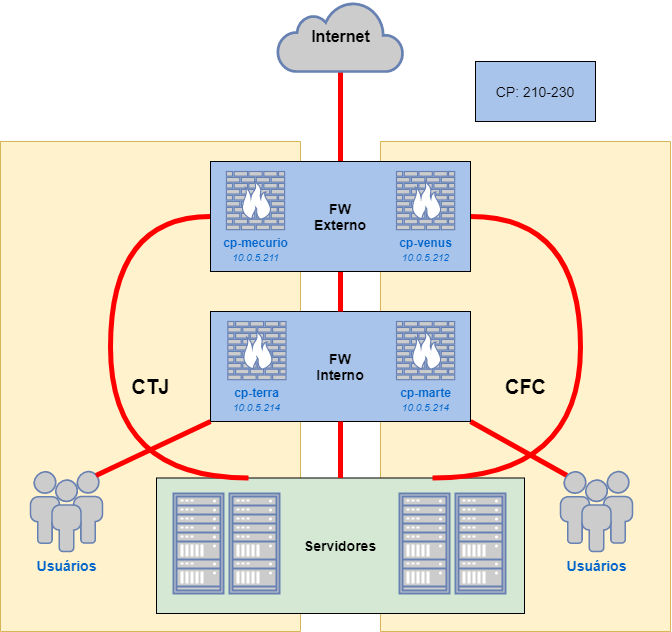 Internet
CP: 210-230
FW
Externo
cp-mecurio
10.0.5.211
cp-venus
10.0.5.212
FW
Interno
cp-terra
10.0.5.214
cp-marte
10.0.5.214
CTJ
CFC
Servidores
Usuários
Usuários